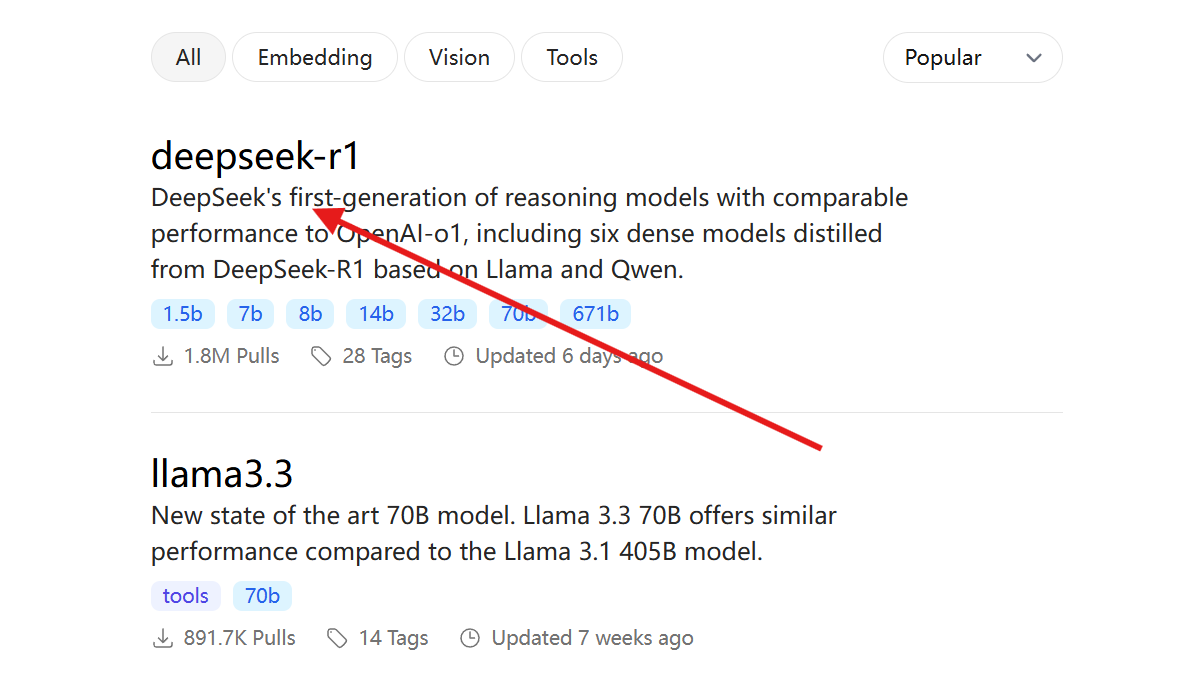 All Embedding Vision Tools Popular
deepseek-r1
DeepSeek's first-generation of reasoning models with comparable
performance to OpenAI-o1, including six dense models distilled
from DeepSeek-R1 based on Llama and Qwen.
1.5b 7b 8b 14b 32b 70b 671b
1.8M Pulls 28 Tags Updated 6 days ago
llama3.3
New state of the art 70B model. Llama 3.3 70B offers similar
performance compared to the Llama 3.1 405B model.
tools 70b
891.7K Pulls 14 Tags Updated 7 weeks ago